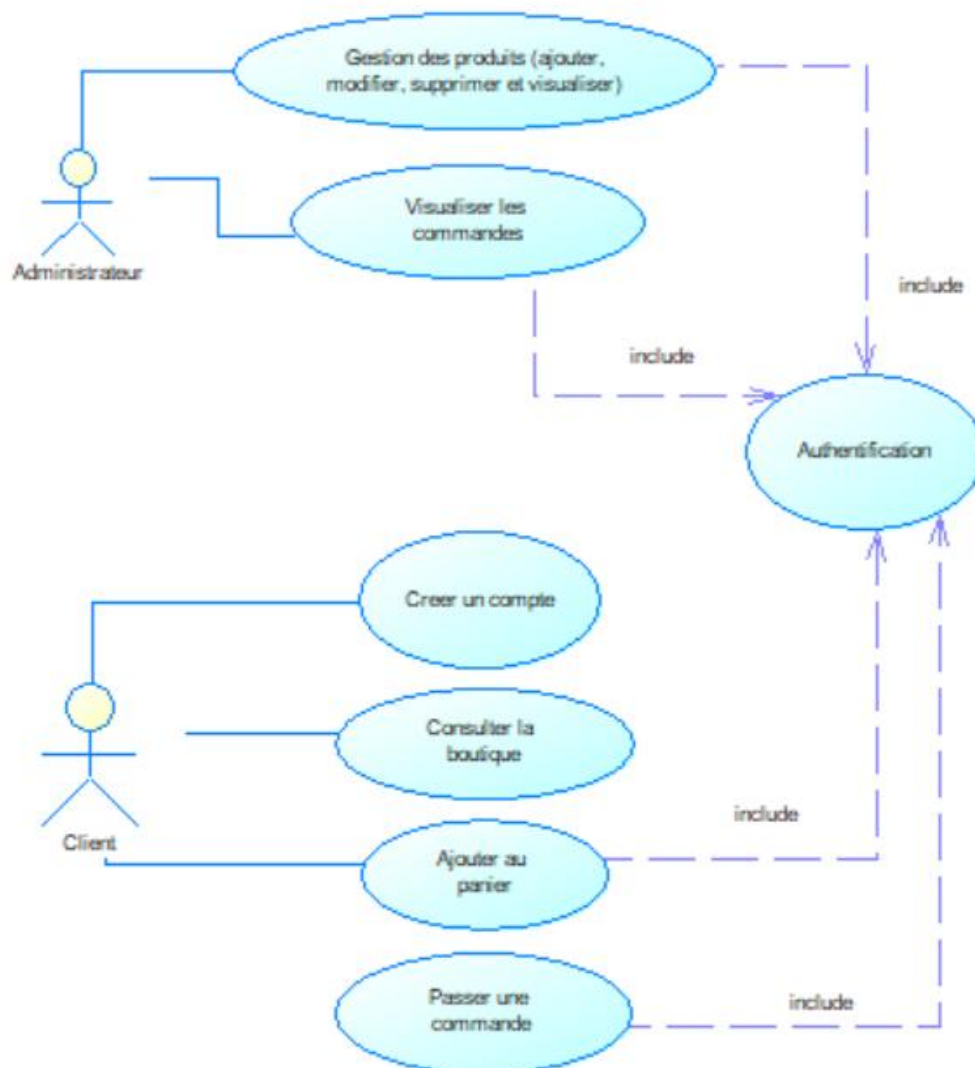 Gestion des produits (ajouter,
modifier, supprimer et visualiser)
Visualiser les
commandes
Administrateur
include
include
Authentification
Creer un compte
Consulter la
boutique
include
Client
Ajouter au
panier
Passer une
commande
include